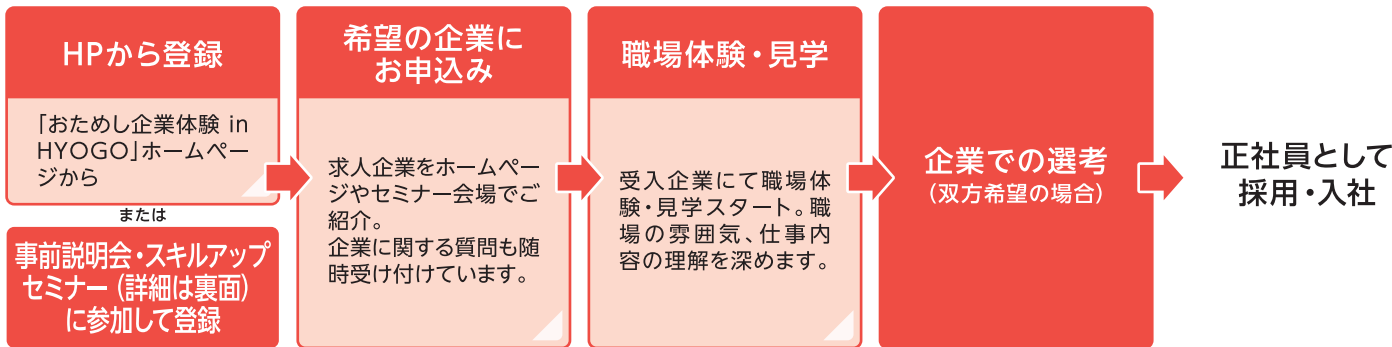 HPから登録
「おためし企業体験 in
HYOGO」ホームペー
ジから
または
事前説明会・スキルアップ
セミナー（詳細は裏面）
に参加して登録
希望の企業に
お申込み
求人企業をホームペー
ジやセミナー会場でご
紹介。
企業に関する質問も随
時受け付けています。
職場体験・見学
受入企業にて職場体
験・見学スタート。職
場の雰囲気、仕事内
容の理解を深めます。
企業での選考
（双方希望の場合）
正社員として
採用・入社